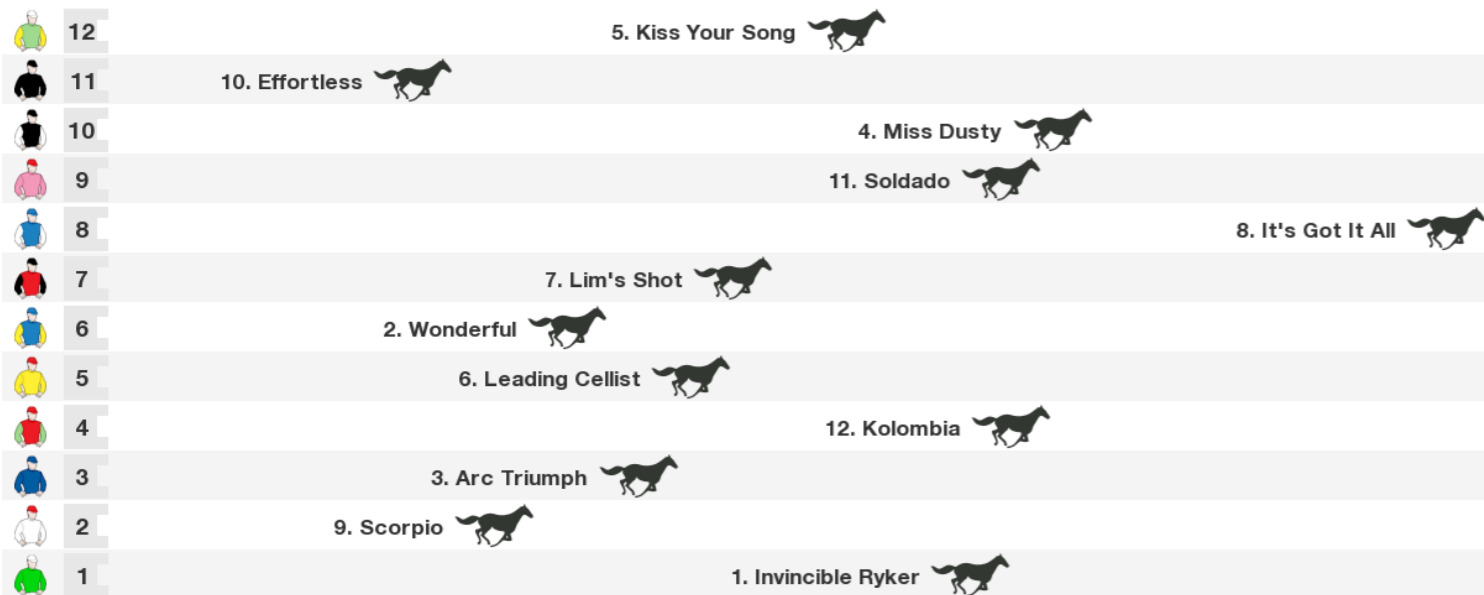 12 5. Kiss Your Song
11 10. Effortless
10 4. Miss Dusty
9 11. Soldado
8 8. It's Got It All
7 7. Lim's Shot
6 2. Wonderful
5 6. Leading Cellist
4 12. Kolombia
3 3. Arc Triumph
2 9. Scorpio
1 1. Invincible Ryker